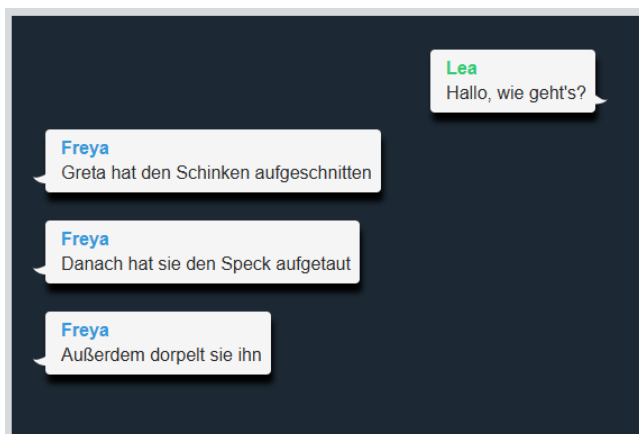 Lea
Hallo, wie geht's?
Freya
Greta hat den Schinken aufgeschnitten
Freya
Danach hat sie den Speck aufgetaut
Freya
Außerdem dorpelt sie ihn